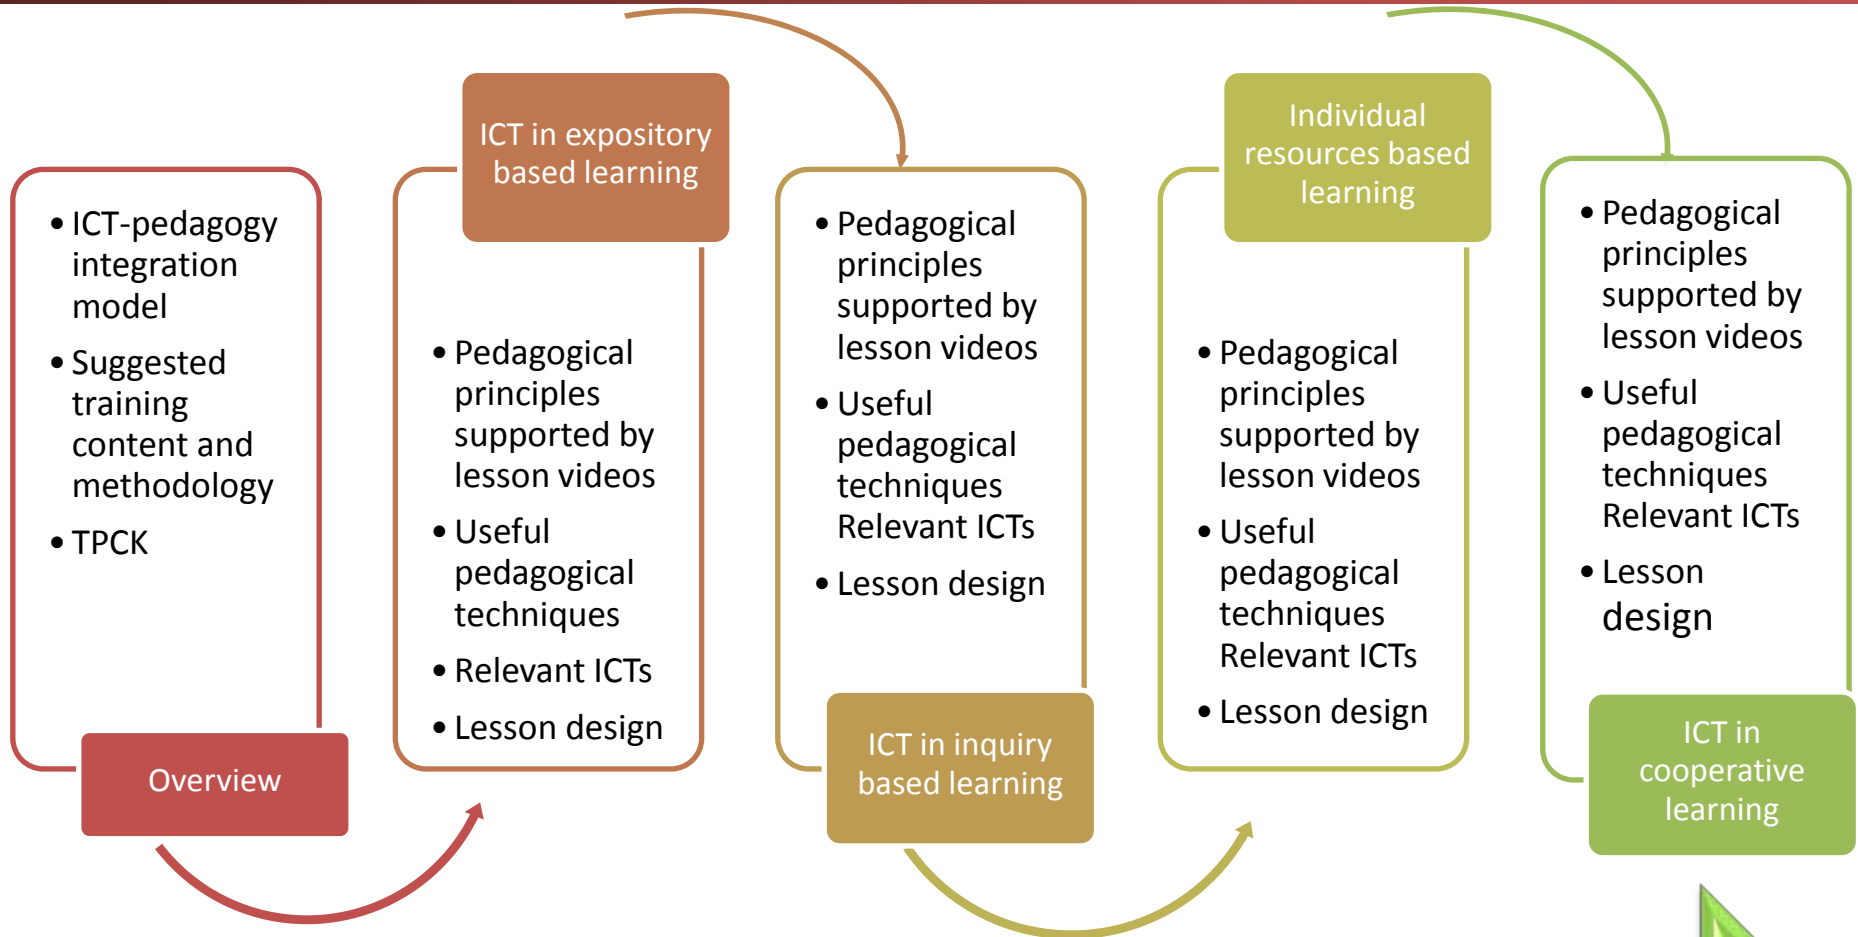 ICT-pedagogy
integration
model
Suggested
training
content and
methodology
TPCK
Overview
ICT in expository
based learning
Pedagogical
principles
supported by
lesson videos
Useful
pedagogical
techniques
Relevant ICTs
Lesson design
Pedagogical
principles
supported by
lesson videos
Useful
pedagogical
techniques
Relevant ICTs
Lesson design
ICT in inquiry
based learning
Individual
resources based
learning
Pedagogical
principles
supported by
lesson videos
Useful
pedagogical
techniques
Relevant ICTs
Lesson design
Pedagogical
principles
supported by
lesson videos
Useful
pedagogical
techniques
Relevant ICTs
Lesson
design
ICT in
cooperative
learning